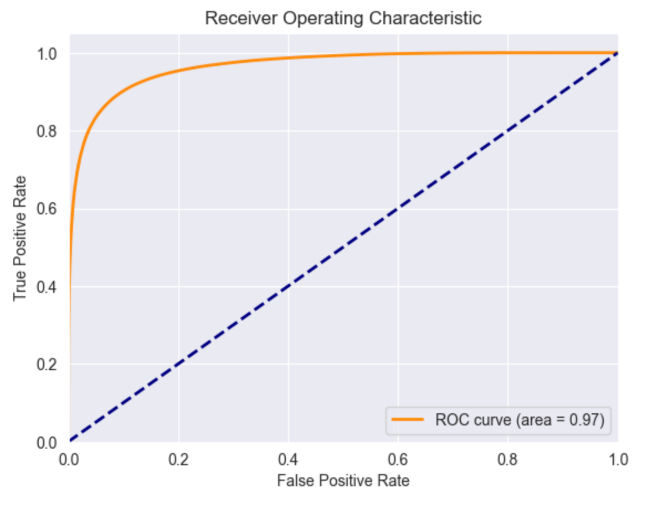 Receiver Operating Characteristic
True Positive Rate
1.0
0.8
0.6
0.4
0.2
0.0
ROC curve (area = 0.97)
0.0 0.2 0.4 0.6 0.8 1.0
False Positive Rate